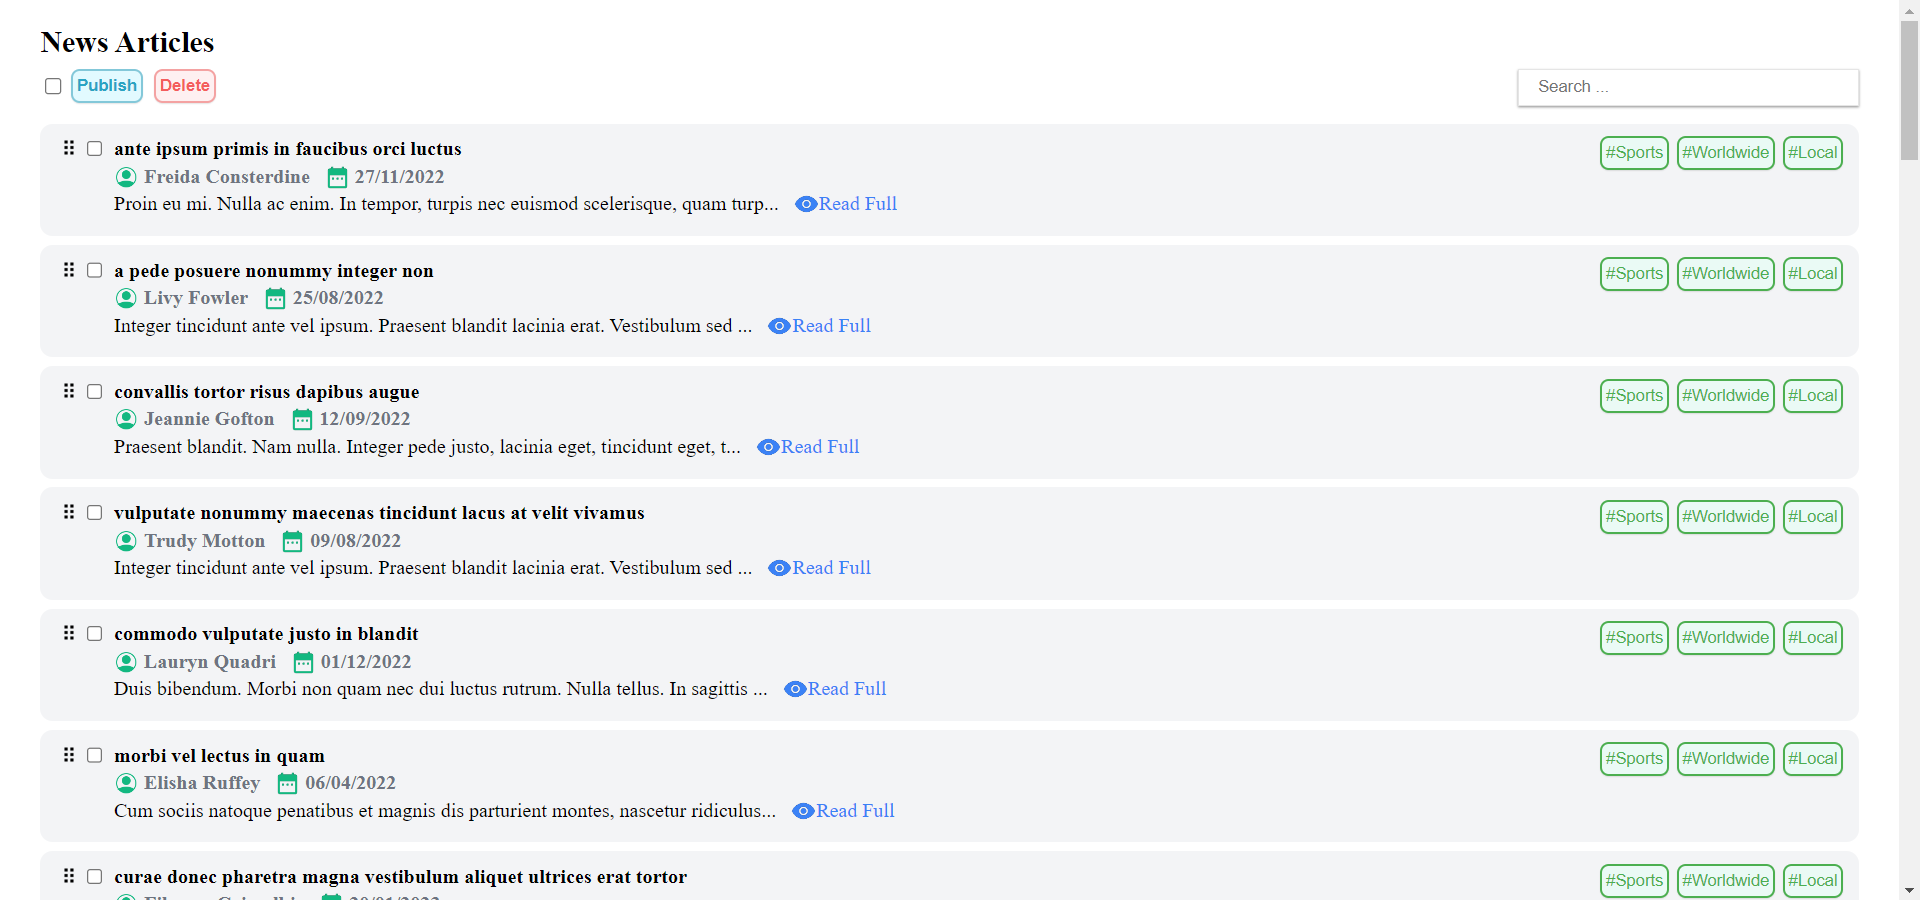 News Articles
Publish Delete Search ...
ante ipsum primis in faucibus orci luctus #Sports #Worldwide #Local
Freida Consterdine 27/11/2022
Proin eu mi. Nulla ac enim. In tempor, turpis nec euismod scelerisque, quam turp... Read Full
a pede posuere nonummy integer non #Sports #Worldwide #Local
Livy Fowler 25/08/2022
Integer tincidunt ante vel ipsum. Praesent blandit lacinia erat. Vestibulum sed ... Read Full
convallis tortor risus dapibus augue #Sports #Worldwide #Local
Jeannie Gofton 12/09/2022
Praesent blandit. Nam nulla. Integer pede justo, lacinia eget, tincidunt eget, t... Read Full
vulputate nonummy maecenas tincidunt lacus at velit vivamus #Sports #Worldwide #Local
Trudy Motton 09/08/2022
Integer tincidunt ante vel ipsum. Praesent blandit lacinia erat. Vestibulum sed ... Read Full
commodo vulputate justo in blandit #Sports #Worldwide #Local
Lauryn Quadri 01/12/2022
Duis bibendum. Morbi non quam nec dui luctus rutrum. Nulla tellus. In sagittis ... Read Full
morbi vel lectus in quam #Sports #Worldwide #Local
Elisha Ruffey 06/04/2022
Cum sociis natoque penatibus et magnis dis parturient montes, nascetur ridiculus... Read Full
curae donec pharetra magna vestibulum aliquet ultrices erat tortor #Sports #Worldwide #Local